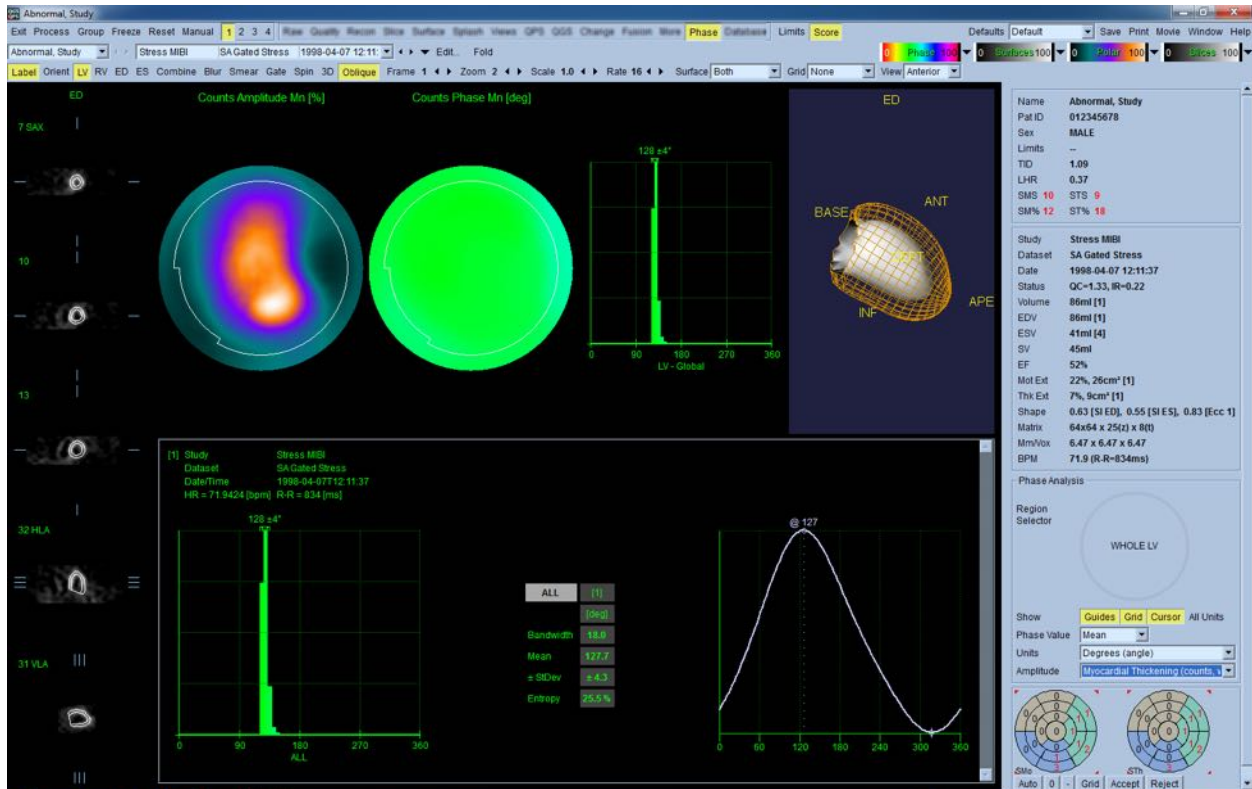 Abnormal, Study
Exit Process Group Freeze Reset Manual 1 2 3 4 Raw Quality Recon Slice Surface Splash Views QPS QGS Change Fusion More Phase Database Limits Score Defaults Default Save Print Movie Window Help
Abnormal, Study Stress MIBI SA Gated Stress 1998-04-07 12:11: Edit... Fold 0 Phase 100 0 Surfaces 100 0 Polar 100 0 Slices 100
Label Orient LV RV ED ES Combine Blur Smear Gate Spin 3D Oblique Frame 1 Zoom 2 Scale 1.0 Rate 16 Surface Both Grid None View Anterior
ED
7 SAX
10
13
32 HLA
31 VLA
Counts Amplitude Mn [%]
Counts Phase Mn [deg]
128 ±4°
0 90 180 270 360
LV - Global
ED
BASE
ANT
SEPT
INF
APE
[1] Study Stress MIBI
Dataset SA Gated Stress
Date/Time 1998-04-07T12:11:37
HR = 71.9424 [bpm] R-R = 834 [ms]
128 ±4°
0 90 180 270 360
ALL
ALL [1]
[deg]
Bandwidth 18.0
Mean 127.7
± StDev ± 4.3
Entropy 25.5 %
@ 127
0 60 120 180 240 300 360
Name Abnormal, Study
Pat ID 012345678
Sex MALE
Limits --
TID 1.09
LHR 0.37
SMS 10 STS 9
SM% 12 ST% 18
Study Stress MIBI
Dataset SA Gated Stress
Date 1998-04-07 12:11:37
Status QC=1.33, IR=0.22
Volume 86ml [1]
EDV 86ml [1]
ESV 41ml [4]
SV 45ml
EF 52%
Mot Ext 22%, 26cm² [1]
Thk Ext 7%, 9cm² [1]
Shape 0.63 [SI ED], 0.55 [SI ES], 0.83 [Ecc 1]
Matrix 64x64 x 25(z) x 8(t)
Mm/Vox 6.47 x 6.47 x 6.47
BPM 71.9 (R-R=834ms)
Phase Analysis
Region
Selector
WHOLE LV
Show Guides Grid Cursor All Units
Phase Value Mean
Units Degrees (angle)
Amplitude Myocardial Thickening (counts,
SMo STh
Auto 0 - Grid Accept Reject